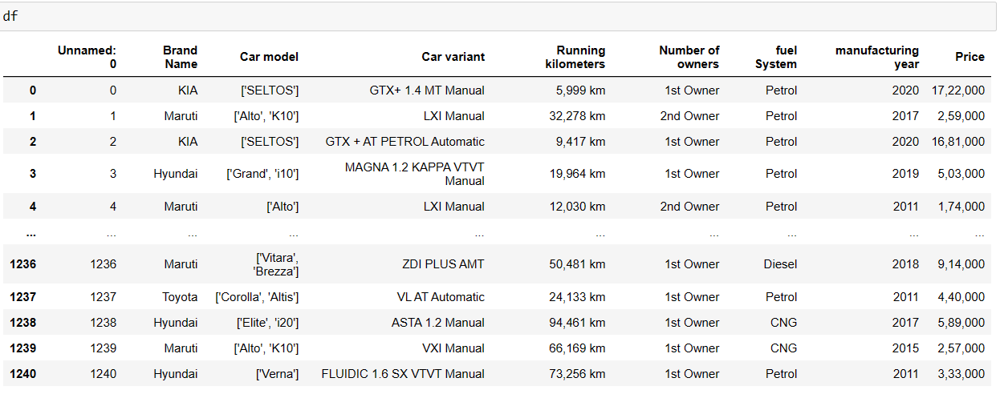 df
Unnamed: 0 Brand Name Car model Car variant Running kilometers Number of owners fuel System manufacturing year Price
0 0 KIA ['SELTOS'] GTX+ 1.4 MT Manual 5,999 km 1st Owner Petrol 2020 17,22,000
1 1 Maruti ['Alto', 'K10'] LXI Manual 32,278 km 2nd Owner Petrol 2017 2,59,000
2 2 KIA ['SELTOS'] GTX + AT PETROL Automatic 9,417 km 1st Owner Petrol 2020 16,81,000
3 3 Hyundai ['Grand', 'i10'] MAGNA 1.2 KAPPA VTVT Manual 19,964 km 1st Owner Petrol 2019 5,03,000
4 4 Maruti ['Alto'] LXI Manual 12,030 km 2nd Owner Petrol 2011 1,74,000
... ... ... ... ... ... ... ... ... ...
1236 1236 Maruti ['Vitara', 'Brezza'] ZDI PLUS AMT 50,481 km 1st Owner Diesel 2018 9,14,000
1237 1237 Toyota ['Corolla', 'Altis'] VL AT Automatic 24,133 km 1st Owner Petrol 2011 4,40,000
1238 1238 Hyundai ['Elite', 'i20'] ASTA 1.2 Manual 94,461 km 1st Owner CNG 2017 5,89,000
1239 1239 Maruti ['Alto', 'K10'] VXI Manual 66,169 km 1st Owner CNG 2015 2,57,000
1240 1240 Hyundai ['Verna'] FLUIDIC 1.6 SX VTVT Manual 73,256 km 1st Owner Petrol 2011 3,33,000